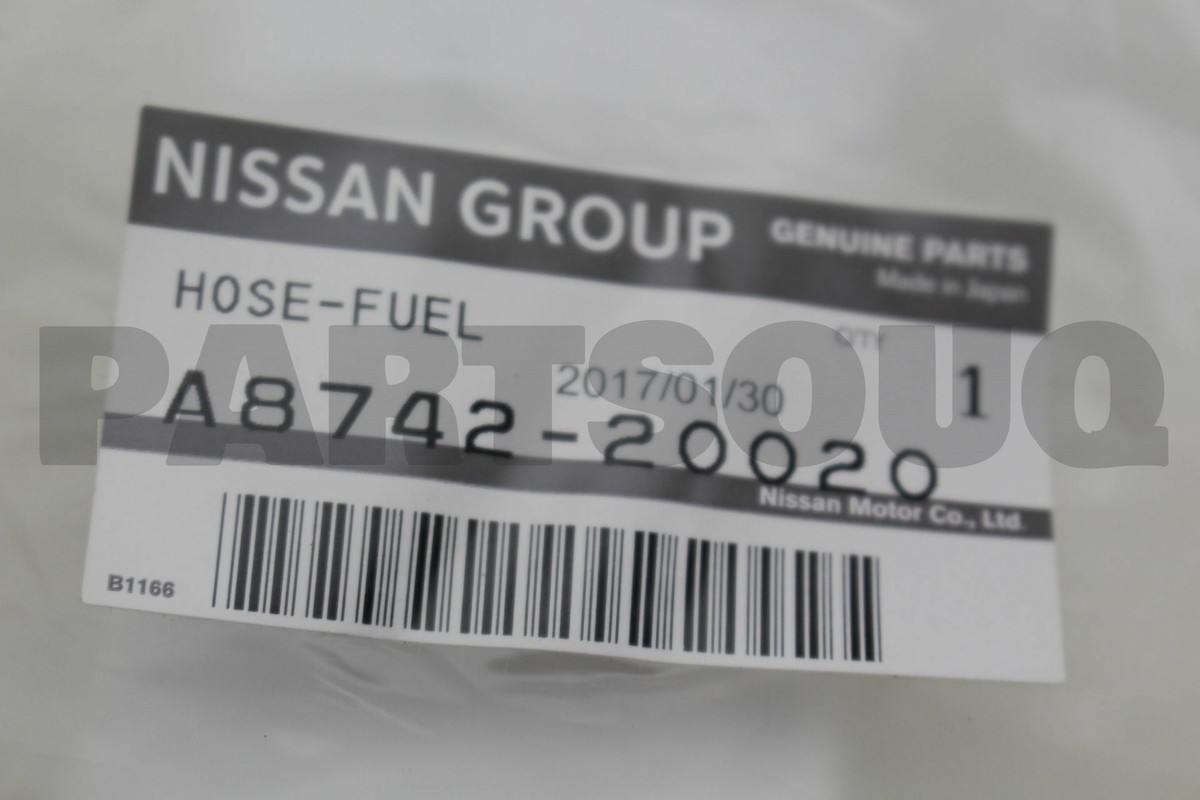 NISSAN GROUP
GENUINE PARTS
Made in Japan
HOSE-FUEL
QTY
1
2017/01/30
A8742-20020
Nissan Motor Co., Ltd.
B1166
PARTSOUQ